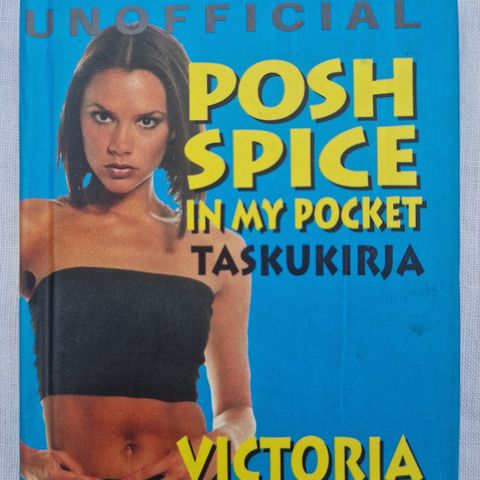 UNOFFICIAL
POSH
SPICE
IN MY POCKET
TASKUKIRJA
VICTORIA